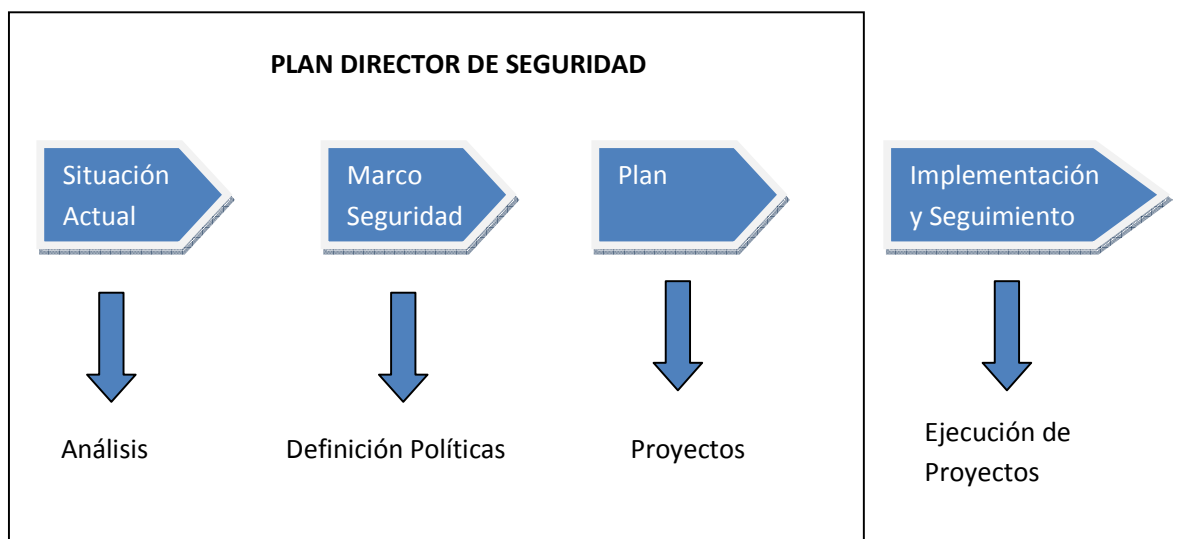 PLAN DIRECTOR DE SEGURIDAD
Situación
Actual
Marco
Seguridad
Plan
Implementación
y Seguimiento
Análisis
Definición Políticas
Proyectos
Ejecución de
Proyectos